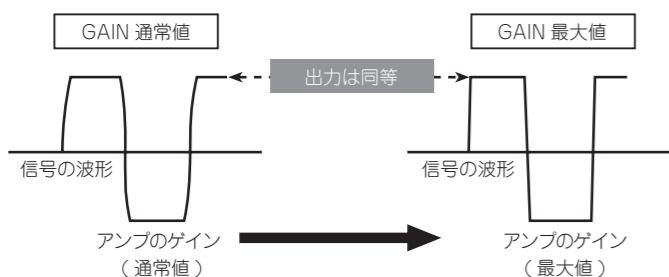 GAIN 通常値
GAIN 最大値
出力は同等
信号の波形
信号の波形
アンプのゲイン
( 通常値 )
アンプのゲイン
( 最大値 )